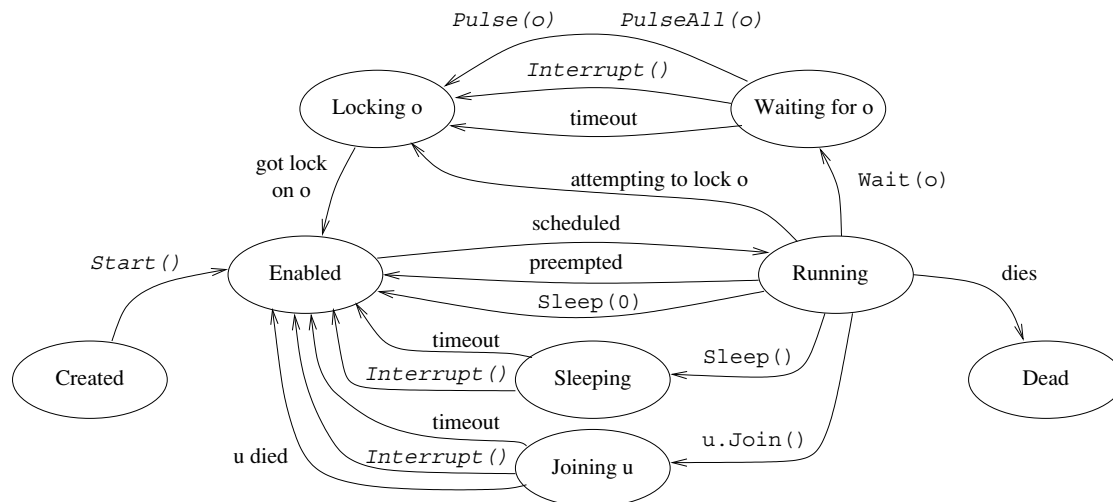 Pulse(o) PulseAll(o)
Interrupt()
Locking o
Waiting for o
timeout
got lock
on o
attempting to lock o
Wait(o)
scheduled
Start()
Enabled
preempted
Running
dies
Sleep(0)
timeout
Sleep()
Created
Interrupt()
Sleeping
Dead
timeout
u.Join()
u died
Interrupt()
Joining u